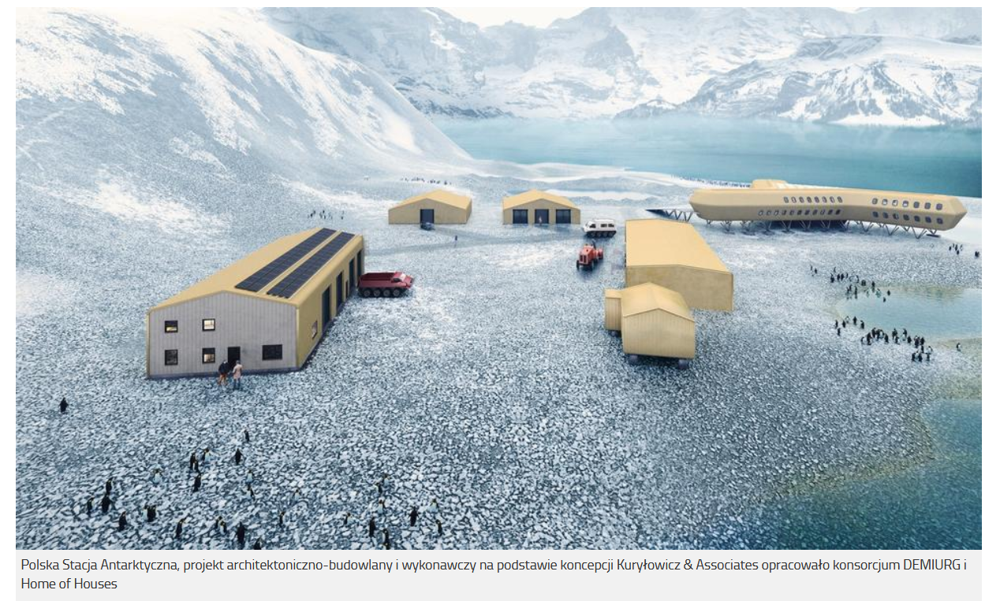 Polska Stacja Antarktyczna, projekt architektoniczno-budowlany i wykonawczy na podstawie koncepcji Kuryłowicz & Associates opracowało konsorcjum DEMIURG i
Home of Houses